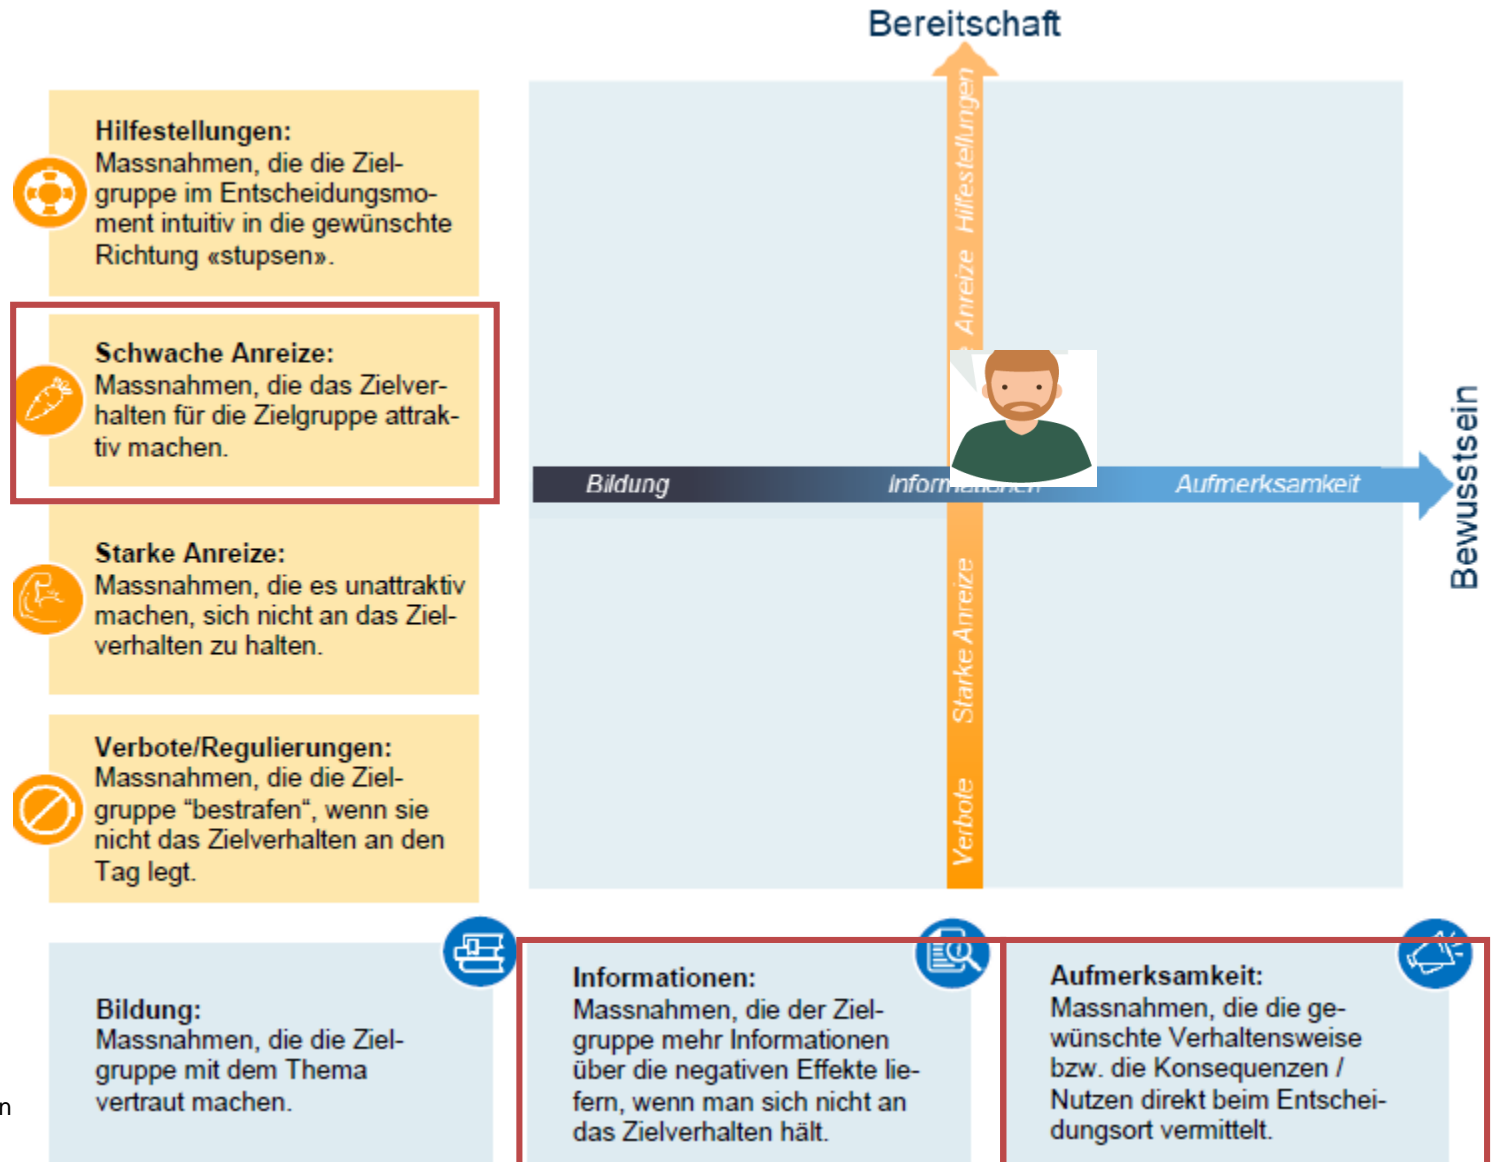 Bereitschaft
Hilfestellungen:
Massnahmen, die die Ziel-
gruppe im Entscheidungsmo-
ment intuitiv in die gewünschte
Richtung «stupsen».
Schwache Anreize:
Massnahmen, die das Zielver-
halten für die Zielgruppe attrak-
tiv machen.
Starke Anreize:
Massnahmen, die es unattraktiv
machen, sich nicht an das Ziel-
verhalten zu halten.
Verbote/Regulierungen:
Massnahmen, die die Ziel-
gruppe “bestrafen“, wenn sie
nicht das Zielverhalten an den
Tag legt.
Hilfestellungen
Anreize
Starke Anreize
Verbote
Bildung
Informationen
Aufmerksamkeit
Bewusstsein
Bildung:
Massnahmen, die die Ziel-
gruppe mit dem Thema
vertraut machen.
n
Informationen:
Massnahmen, die der Ziel-
gruppe mehr Informationen
über die negativen Effekte lie-
fern, wenn man sich nicht an
das Zielverhalten hält.
Aufmerksamkeit:
Massnahmen, die die ge-
wünschte Verhaltensweise
bzw. die Konsequenzen /
Nutzen direkt beim Entschei-
dungsort vermittelt.